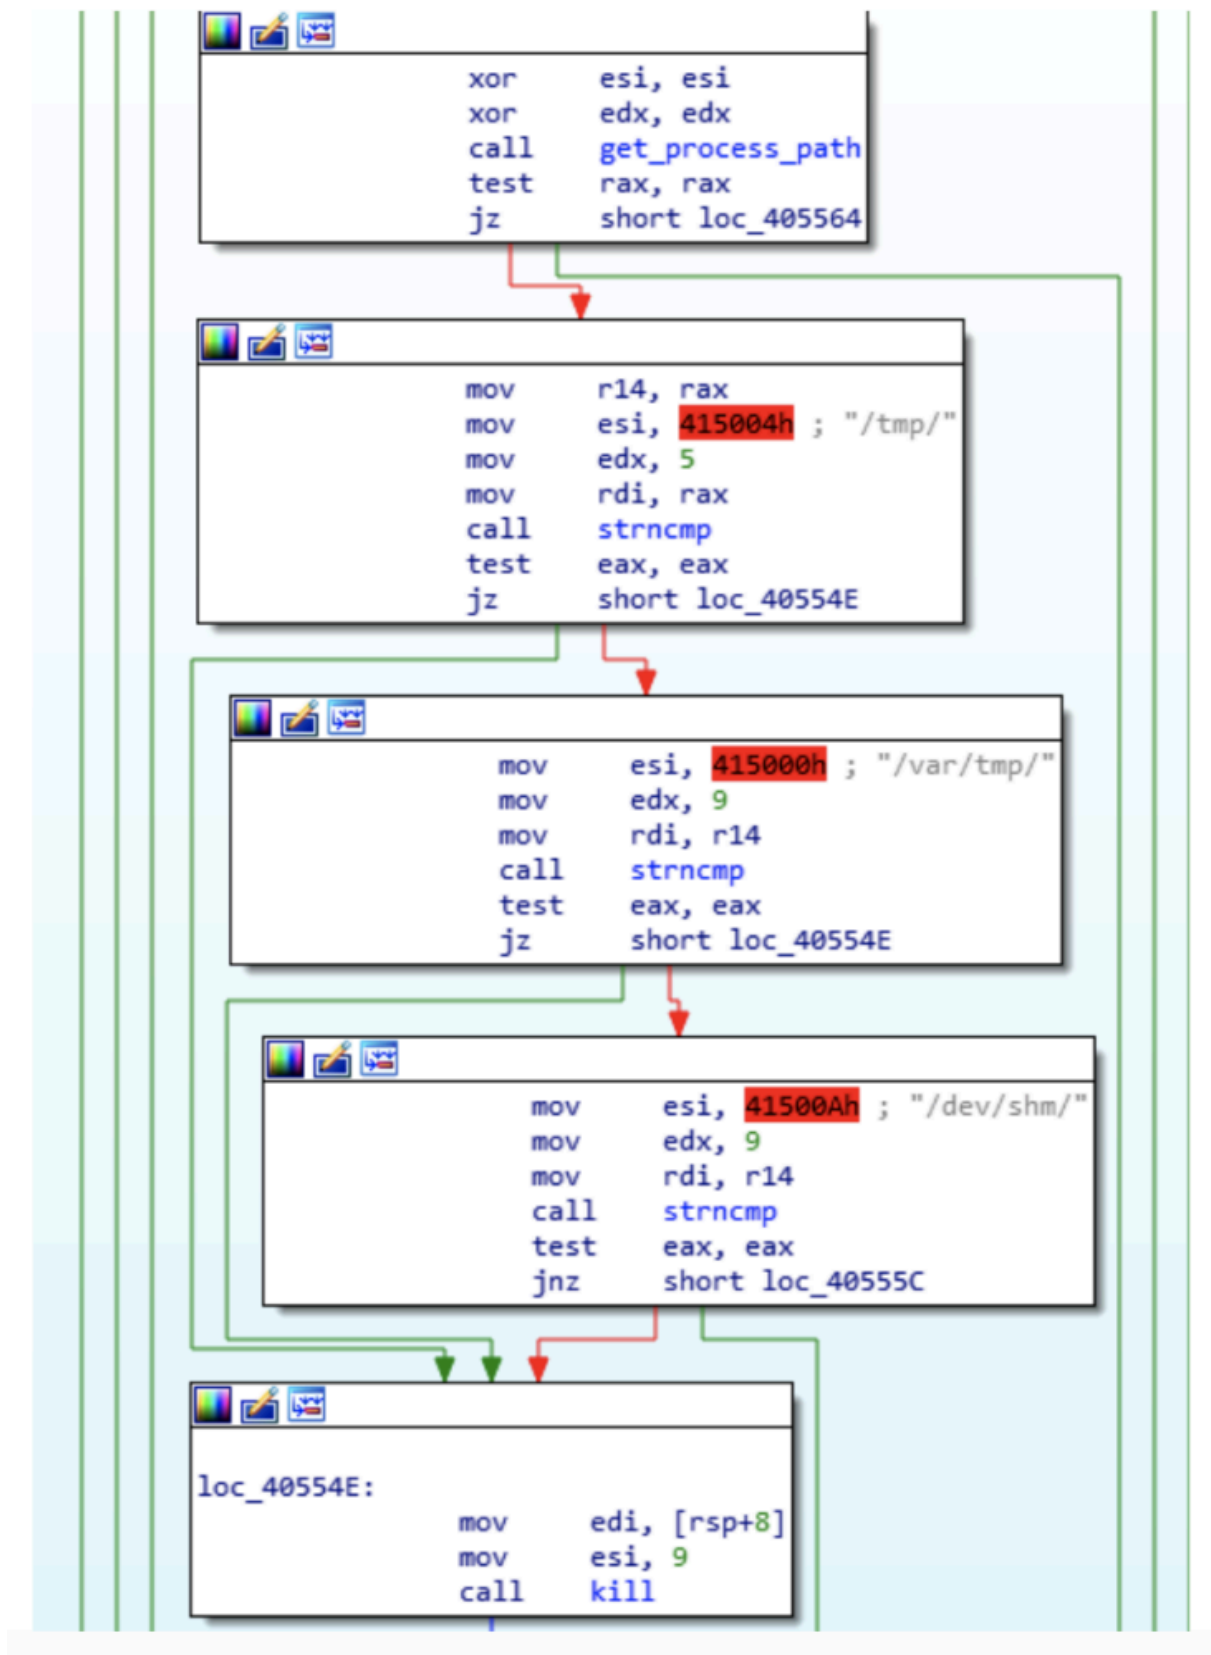 xor esi, esi
xor edx, edx
call get_process_path
test rax, rax
jz short loc_405564
mov r14, rax
mov esi, 415004h ; "/tmp/"
mov edx, 5
mov rdi, rax
call strncmp
test eax, eax
jz short loc_40554E
mov esi, 415000h ; "/var/tmp/"
mov edx, 9
mov rdi, r14
call strncmp
test eax, eax
jz short loc_40554E
mov esi, 41500Ah ; "/dev/shm/"
mov edx, 9
mov rdi, r14
call strncmp
test eax, eax
jnz short loc_40555C
loc_40554E:
mov edi, [rsp+8]
mov esi, 9
call kill